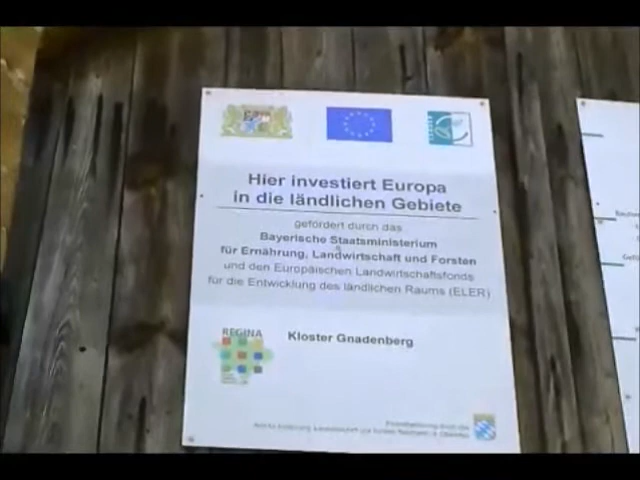 Hier investiert Europa
in die ländlichen Gebiete
gefördert durch das
Bayerische Staatsministerium
für Ernährung, Landwirtschaft und Forsten
und den Europäischen Landwirtschaftsfonds
für die Entwicklung des ländlichen Raums (ELER)
REGINA
Kloster Gnadenberg